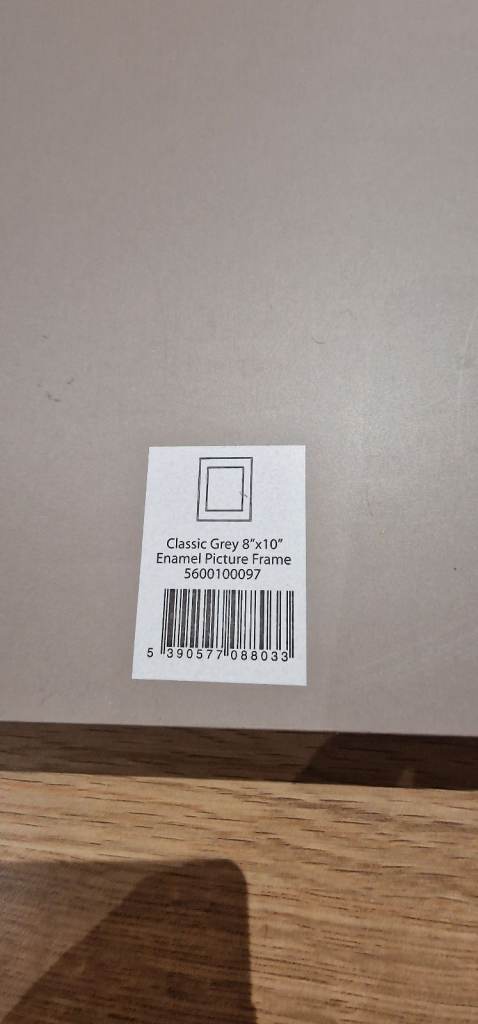 Classic Grey 8"x10"
Enamel Picture Frame
5600100097
5 390577 088033